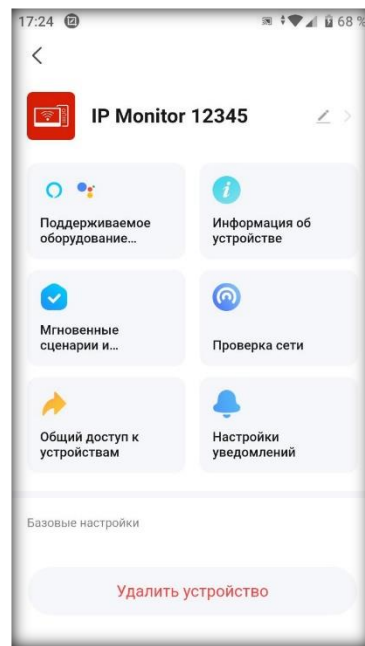 17:24 68 %
IP Monitor 12345
Поддерживаемое
оборудование...
Информация об
устройстве
Мгновенные
сценарии и...
Проверка сети
Общий доступ к
устройствам
Настройки
уведомлений
Базовые настройки
Удалить устройство